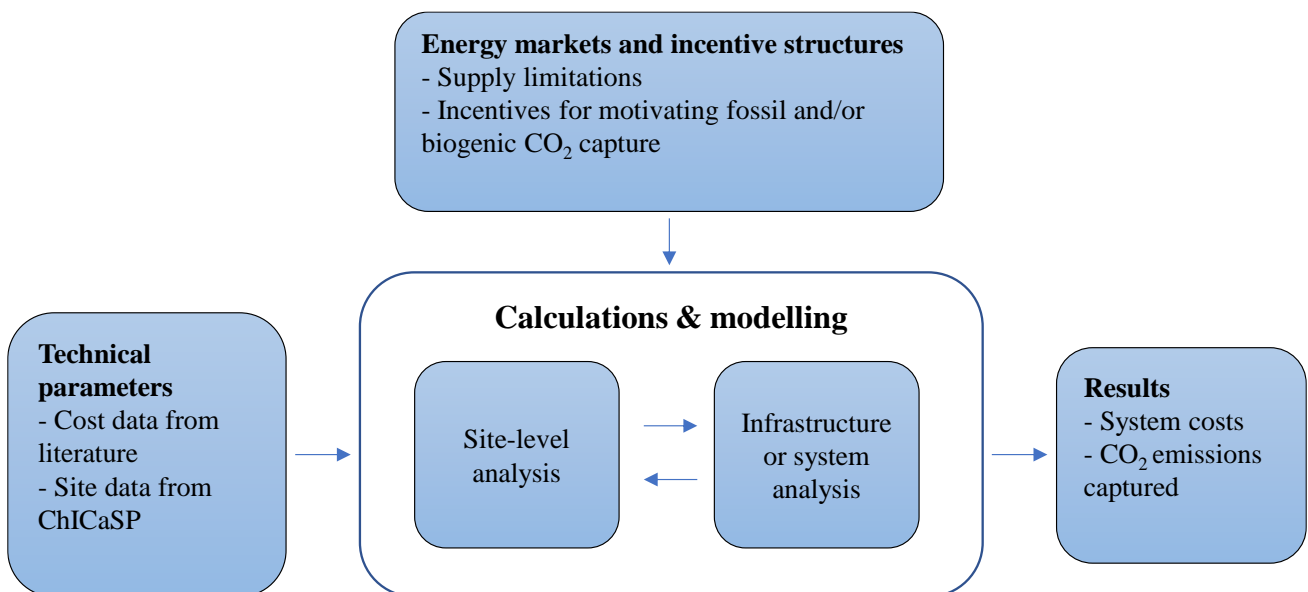 Energy markets and incentive structures
- Supply limitations
- Incentives for motivating fossil and/or
biogenic CO₂ capture
Calculations & modelling
Technical
parameters
- Cost data from
literature
- Site data from
ChICaSP
Site-level
analysis
Infrastructure
or system
analysis
Results
- System costs
- CO₂ emissions
captured